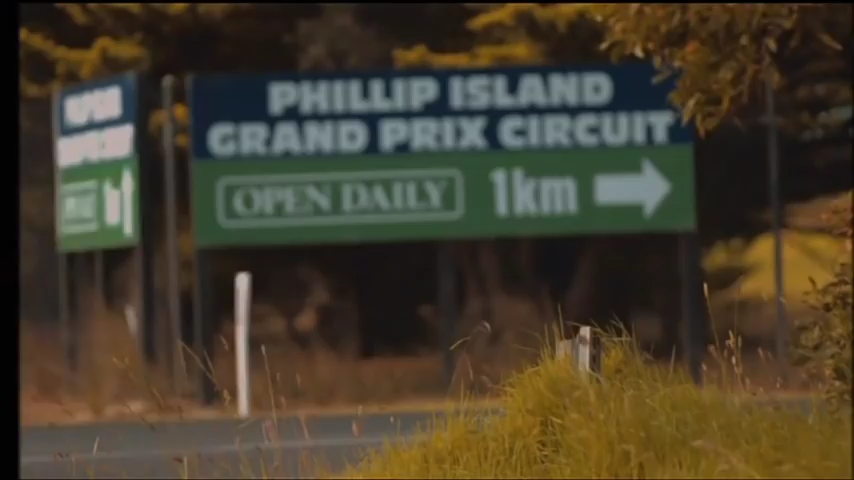 PHILLIP ISLAND
GRAND PRIX CIRCUIT
OPEN DAILY 1km